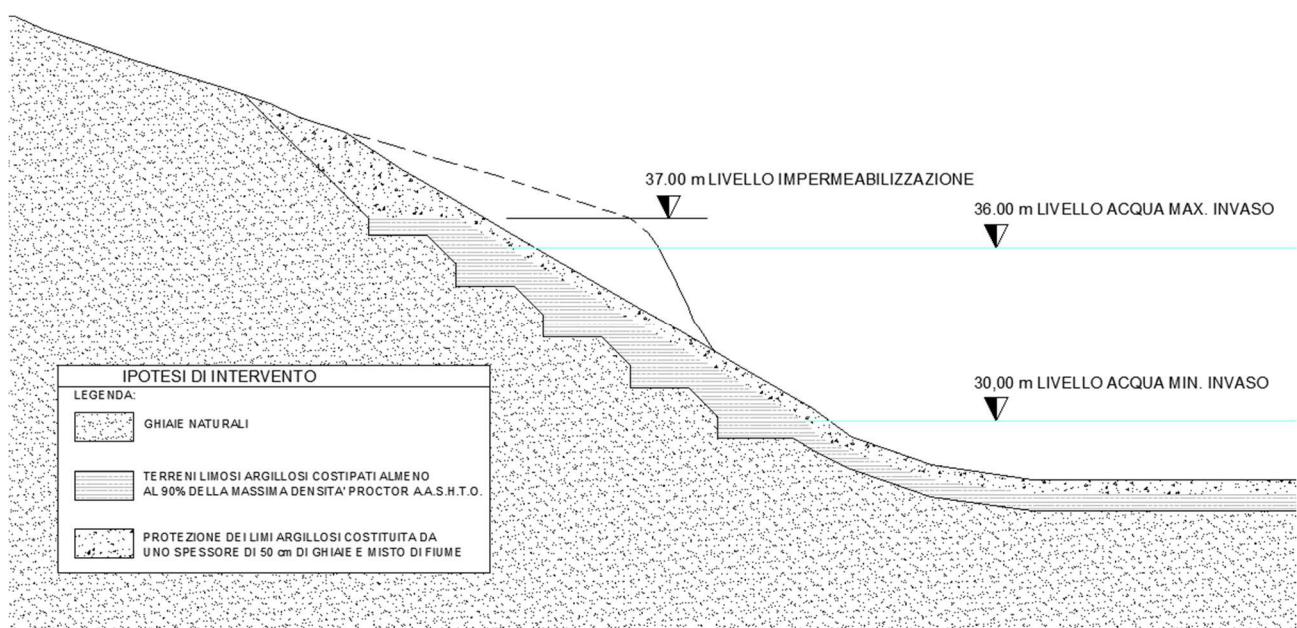 37.00 m LIVELLO IMPERMEABILIZZAZIONE
36.00 m LIVELLO ACQUA MAX. INVASO
30,00 m LIVELLO ACQUA MIN. INVASO
IPOTESI DI INTERVENTO
LEGENDA:
GHIAIE NATURALI
TERRENI LIMOSI ARGILLOSI COSTIPATI ALMENO
AL 90% DELLA MASSIMA DENSITA' PROCTOR A.A.S.H.T.O.
PROTEZIONE DEI LIMI ARGILLOSI COSTITUITA DA
UNO SPESSORE DI 50 cm DI GHIAIE E MISTO DI FIUME